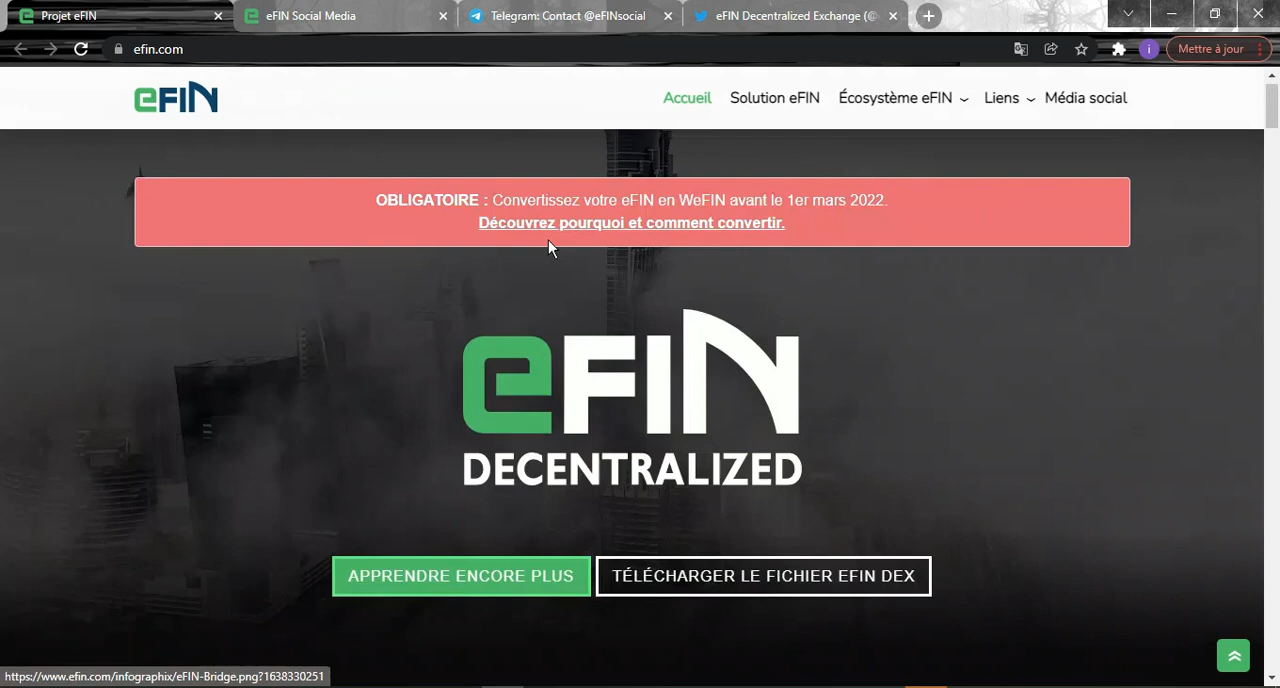 Projet eFIN
eFIN Social Media
Telegram: Contact @eFINsocial
eFIN Decentralized Exchange (@
efin.com
i
Mettre à jour
eFIN
Accueil
Solution eFIN
Écosystème eFIN
Liens
Média social
OBLIGATOIRE : Convertissez votre eFIN en WeFIN avant le 1er mars 2022.
Découvrez pourquoi et comment convertir.
eFIN
DECENTRALIZED
APPRENDRE ENCORE PLUS
TÉLÉCHARGER LE FICHIER EFIN DEX
https://www.efin.com/infographix/eFIN-Bridge.png?1638330251